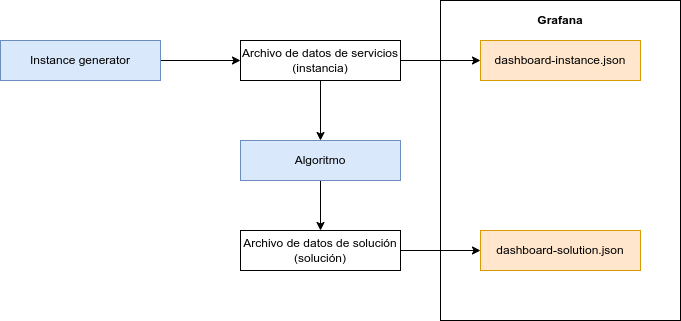 Grafana
Instance generator
Archivo de datos de servicios
(instancia)
dashboard-instance.json
Algoritmo
Archivo de datos de solución
(solución)
dashboard-solution.json